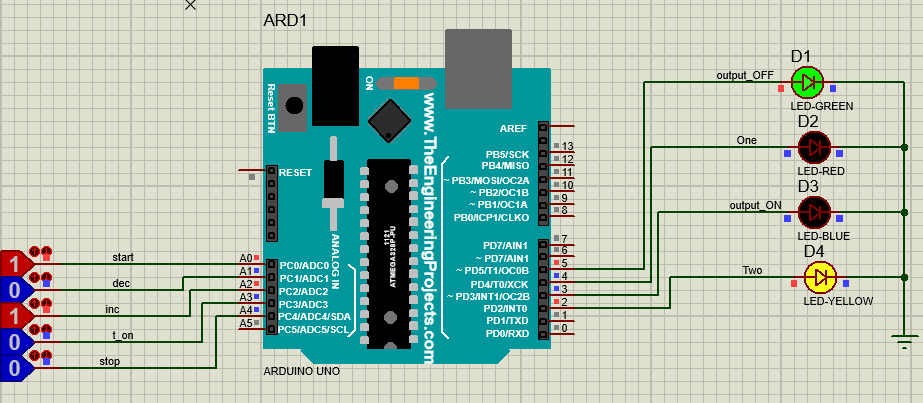 ARD1
ON
Reset BTN
www.TheEngineeringProjects.com
ATMEGA328P-PU
1121
ANALOG IN
RESET
A0
A1
A2
A3
A4
A5
PC0/ADC0
PC1/ADC1
PC2/ADC2
PC3/ADC3
PC4/ADC4/SDA
PC5/ADC5/SCL
1 start
0 dec
1 inc
0 t_on
0 stop
AREF
PB5/SCK 13
PB4/MISO 12
~ PB3/MOSI/OC2A 11
~ PB2/OC1B 10
~ PB1/OC1A 9
PB0/ICP1/CLKO 8
PD7/AIN1 7
~ PD7/AIN1 6
~ PD5/T1/OC0B 5
PD4/T0/XCK 4
~ PD3/INT1/OC2B 3
PD2/INT0 2
PD1/TXD 1
PD0/RXD 0
ARDUINO UNO
output_OFF
One
output_ON
Two
D1
LED-GREEN
D2
LED-RED
D3
LED-BLUE
D4
LED-YELLOW